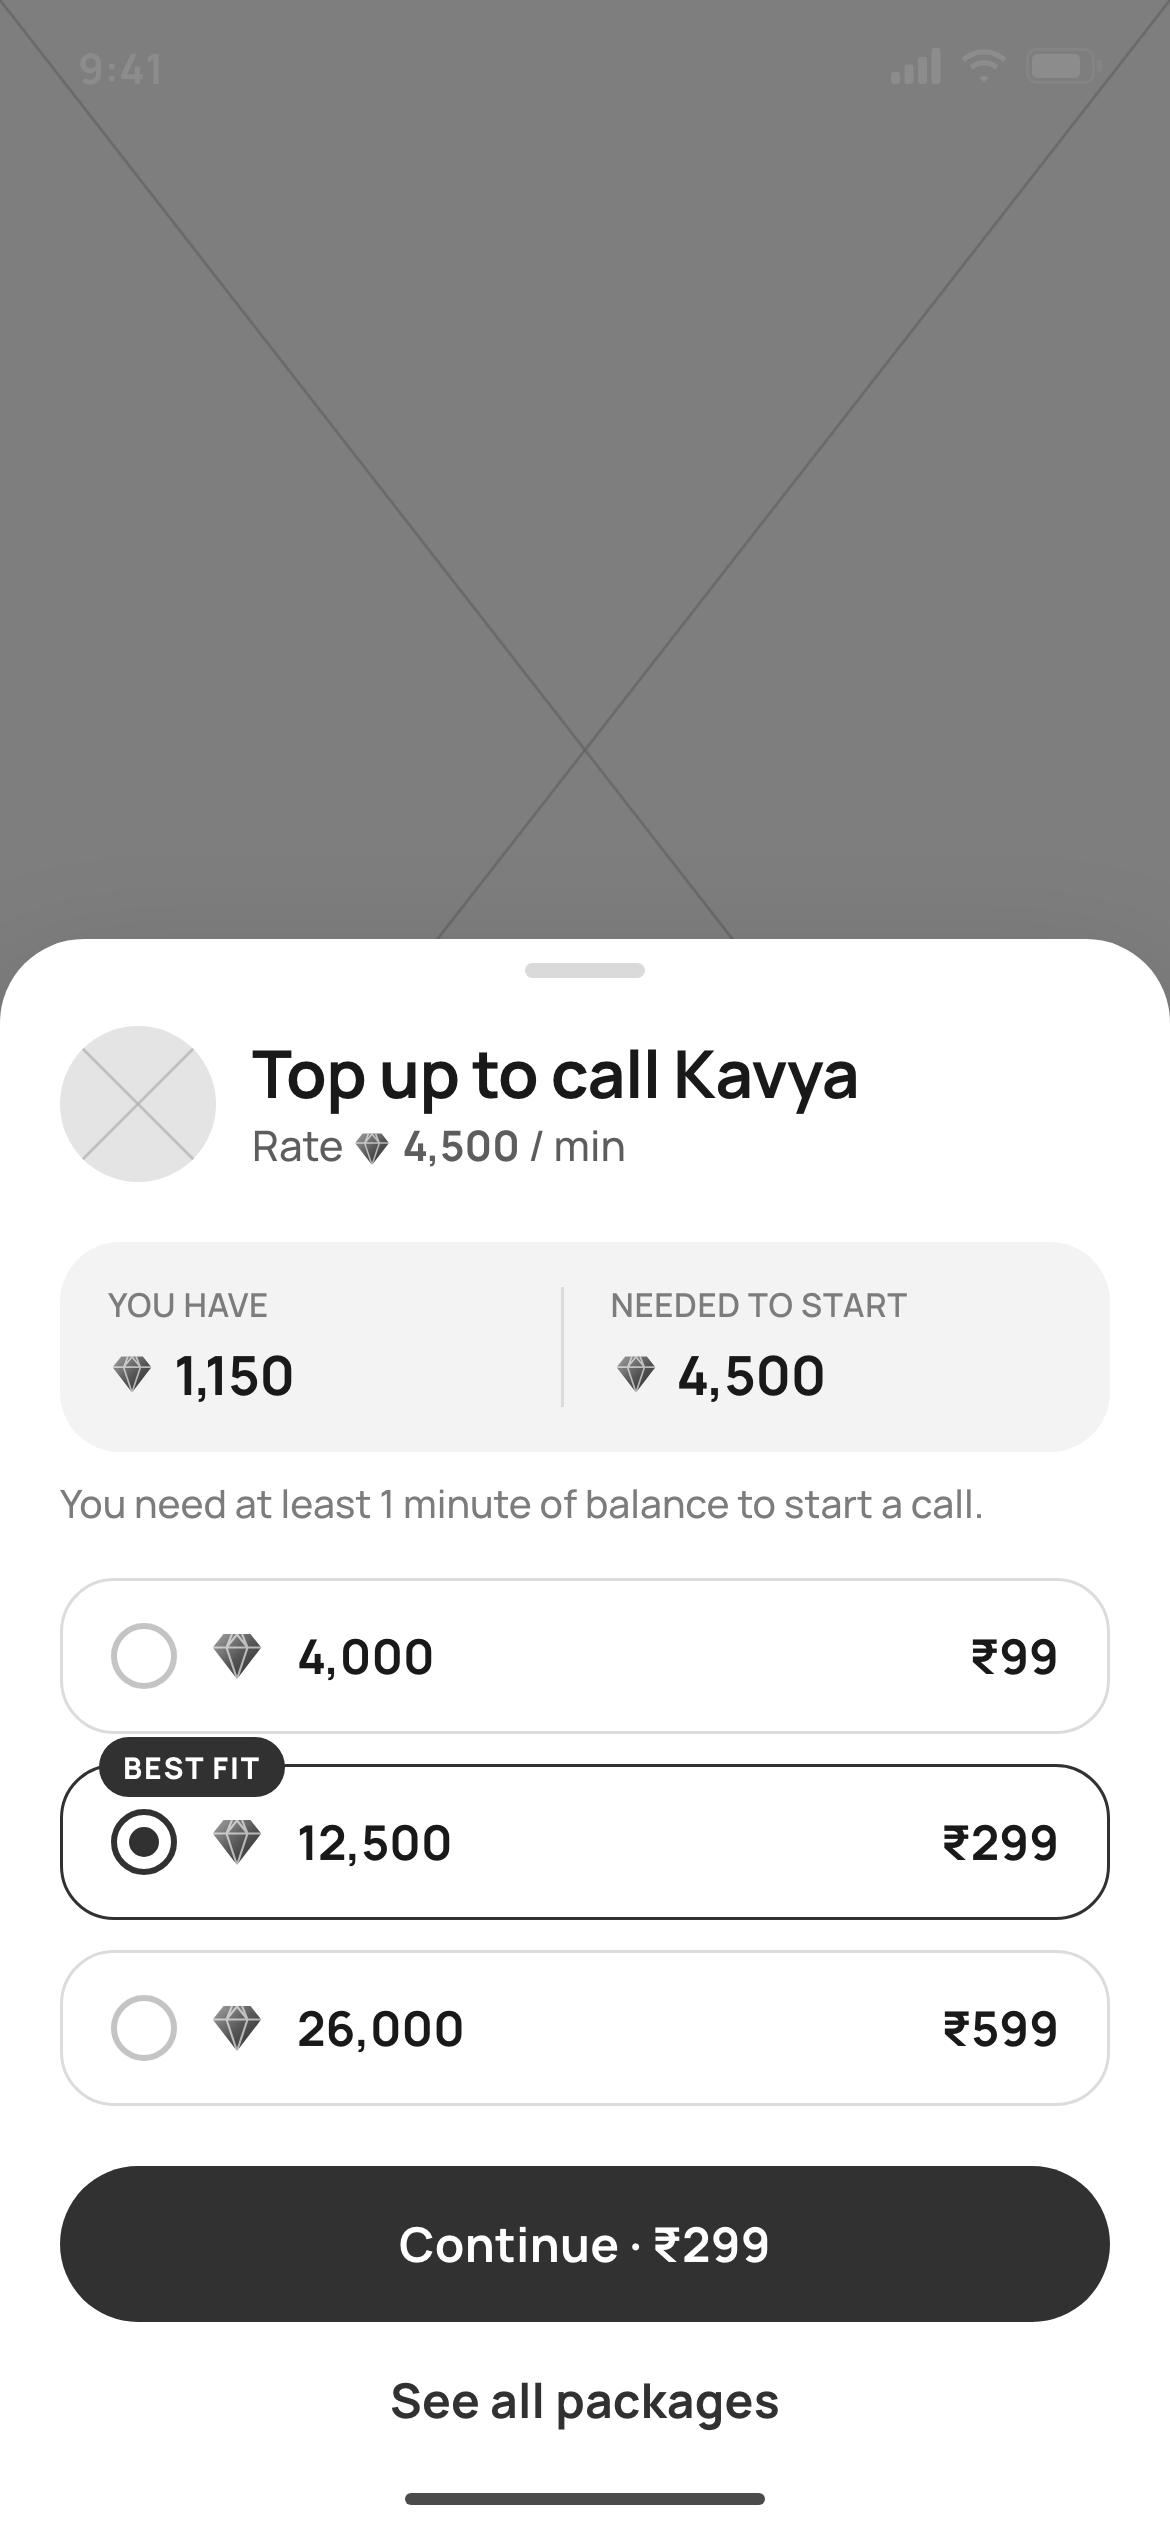 9:41
Top up to call Kavya
Rate 4,500 / min
YOU HAVE
1,150
NEEDED TO START
4,500
You need at least 1 minute of balance to start a call.
4,000 ₹99
BEST FIT
12,500 ₹299
26,000 ₹599
Continue · ₹299
See all packages